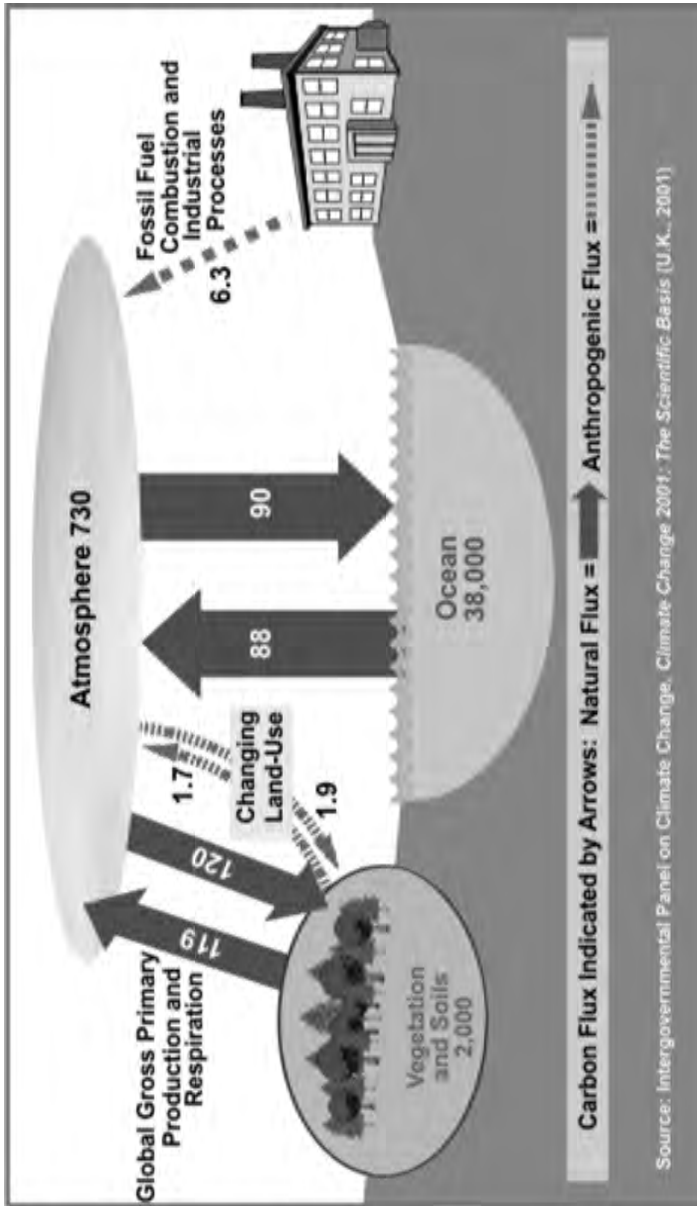 Atmosphere 730
Global Gross Primary
Production and
Respiration
119
120
1.7
Changing
Land-Use
1.9
88
90
Fossil Fuel
Combustion and
Industrial
Processes
6.3
Vegetation
and Soils
2,000
Ocean
38,000
Carbon Flux Indicated by Arrows: Natural Flux = Anthropogenic Flux =
Source: Intergovernmental Panel on Climate Change, Climate Change 2001: The Scientific Basis (U.K., 2001)